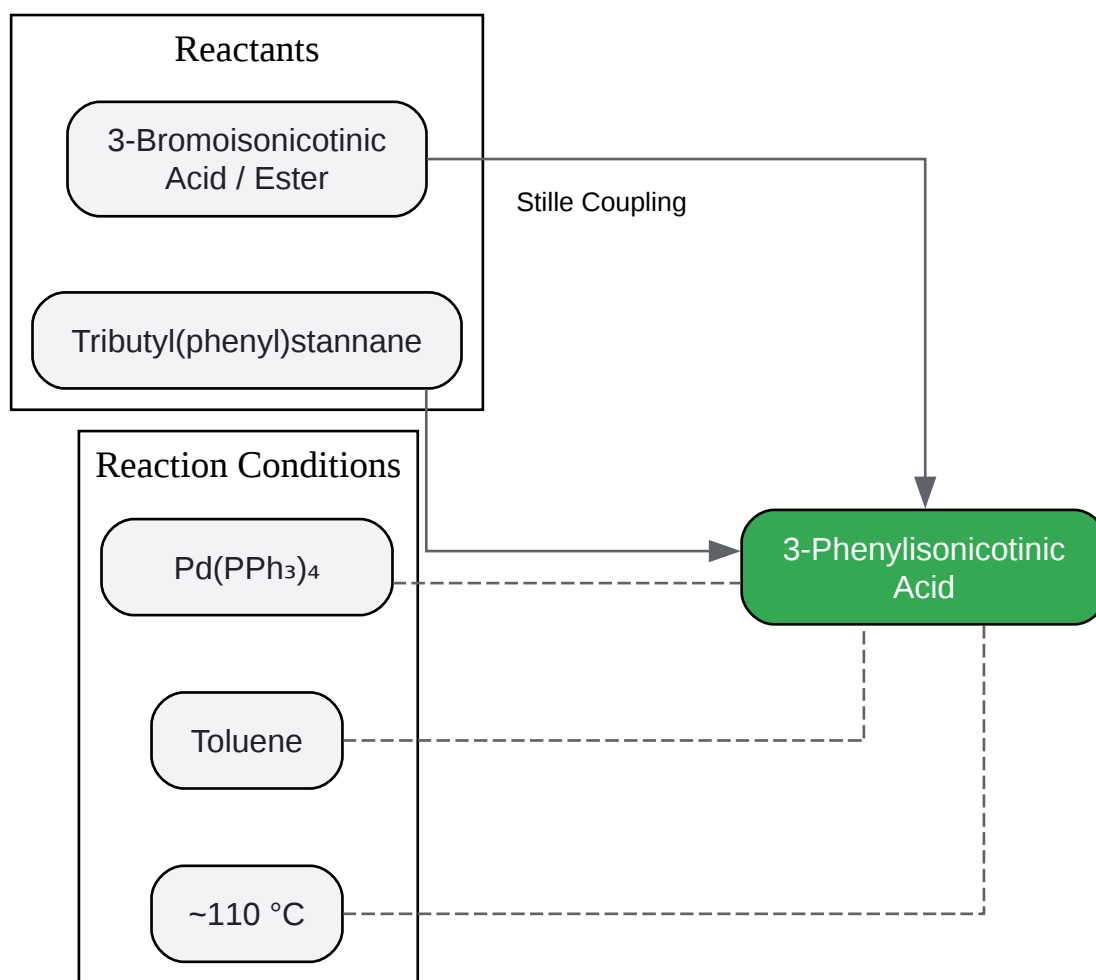 Reactants
3-Bromoisonicotinic
Acid / Ester
Stille Coupling
Tributyl(phenyl)stannane
Reaction Conditions
Pd(PPh₃)₄
3-Phenylisonicotinic
Acid
Toluene
~110 °C